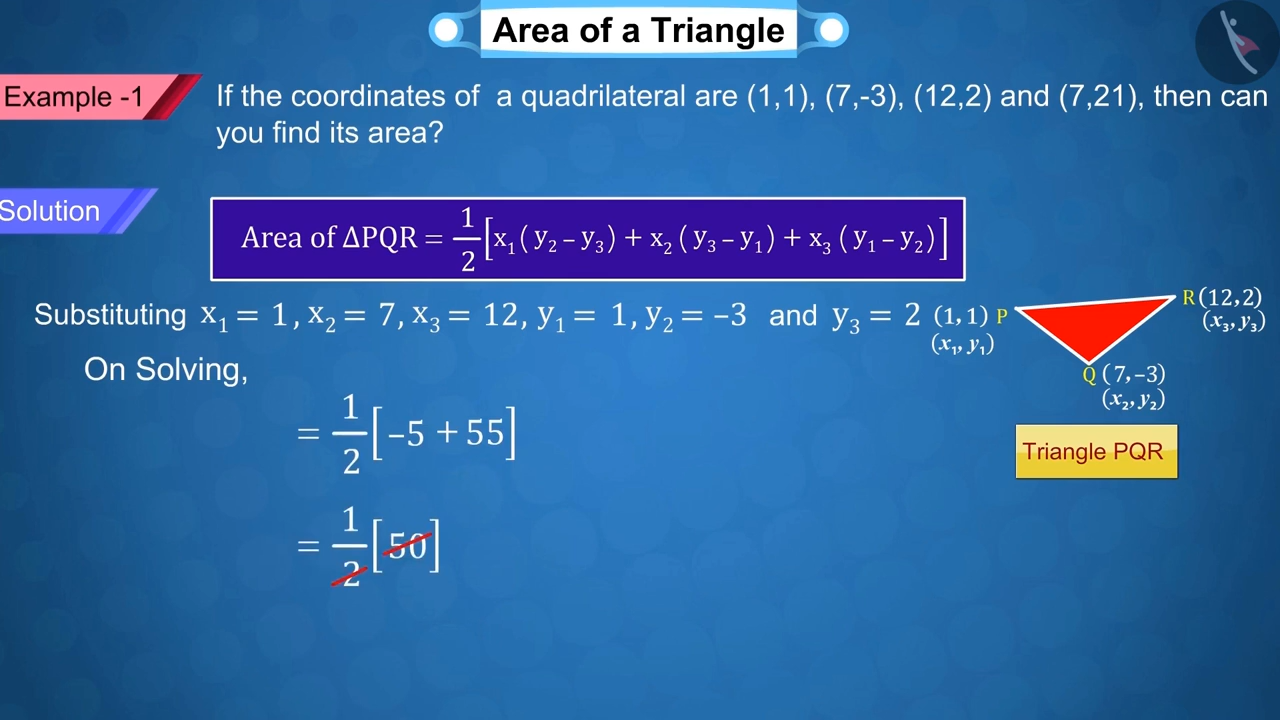 Area of a Triangle
Example -1
If the coordinates of a quadrilateral are (1,1), (7,-3), (12,2) and (7,21), then can
you find its area?
Solution
Area of ΔPQR = 1/2 [x₁ (y₂ – y₃) + x₂ (y₃ – y₁) + x₃ (y₁ – y₂)]
Substituting x₁ = 1, x₂ = 7, x₃ = 12, y₁ = 1, y₂ = –3 and y₃ = 2
(1,1) P
(x₁, y₁)
R (12,2)
(x₃, y₃)
Q (7,–3)
(x₂, y₂)
Triangle PQR
On Solving,
= 1/2 [–5 + 55]
= 1/2 [50]